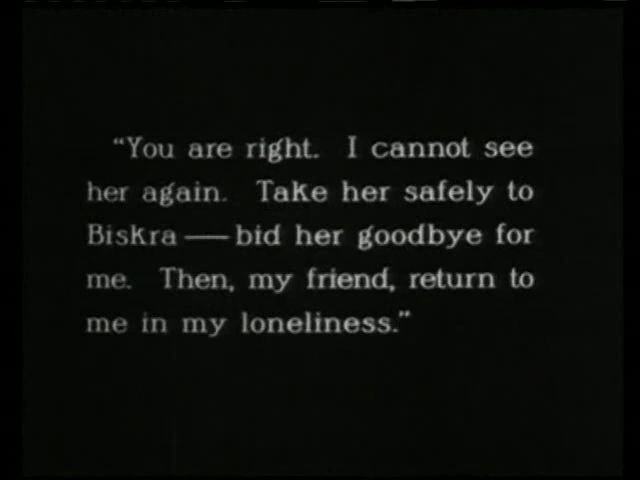 “You are right. I cannot see
her again. Take her safely to
Biskra — bid her goodbye for
me. Then, my friend, return to
me in my loneliness.”